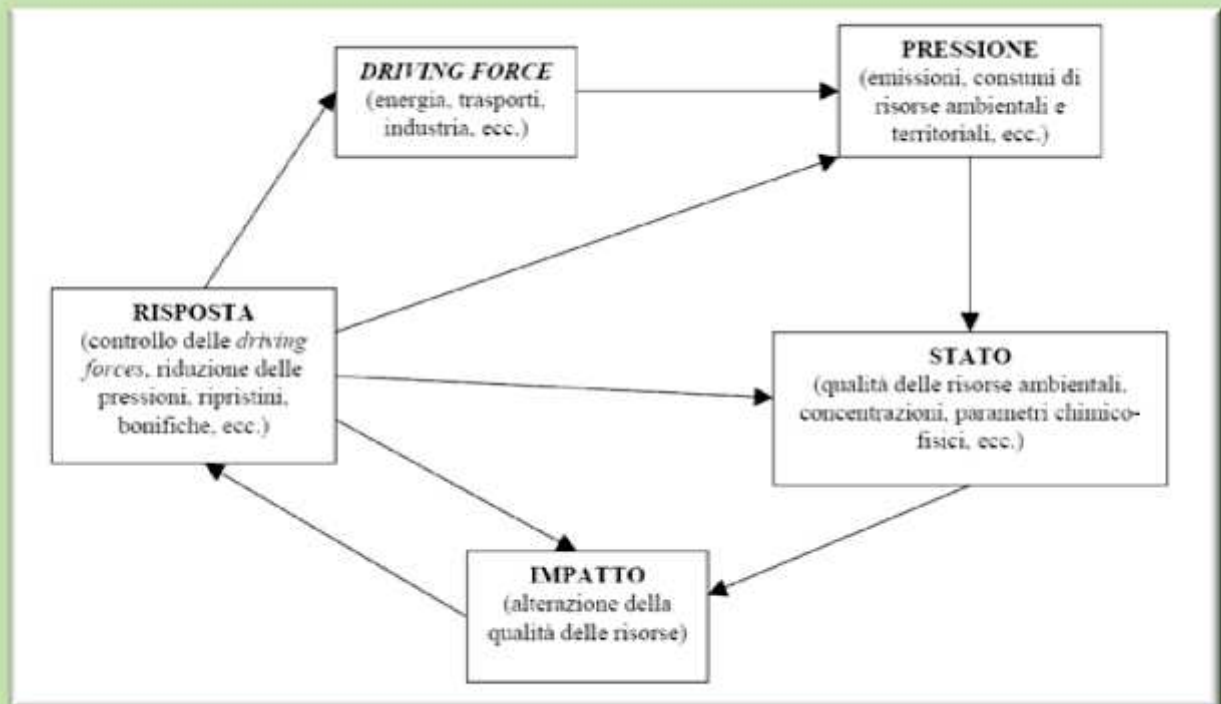 DRIVING FORCE
(energia, trasporti,
industria, ecc.)
PRESSIONE
(emissioni, consumi di
risorse ambientali e
territoriali, ecc.)
RISPOSTA
(controllo delle driving
forces, riduzione delle
pressioni, ripristini,
bonifiche, ecc.)
STATO
(qualità delle risorse ambientali,
concentrazioni, parametri chimico-
fisici, ecc.)
IMPATTO
(alterazione della
qualità delle risorse)